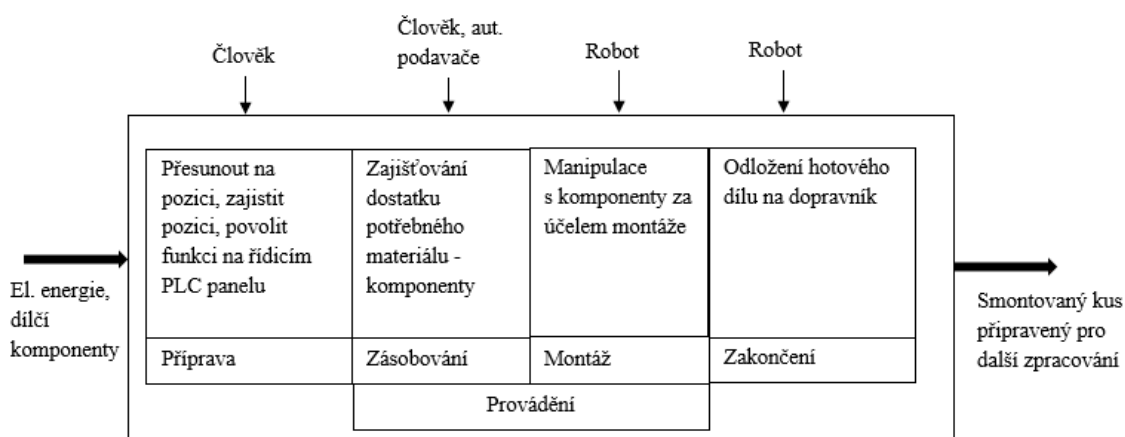 Člověk
Člověk, aut.
podavače
Robot
Robot
El. energie,
dílčí
komponenty
Přesunout na
pozici, zajistit
pozici, povolit
funkci na řídicím
PLC panelu
Zajišťování
dostatku
potřebného
materiálu -
komponenty
Manipulace
s komponenty za
účelem montáže
Odložení hotového
dílu na dopravník
Příprava
Zásobování
Montáž
Zakončení
Provádění
Smontovaný kus
připravený pro
další zpracování